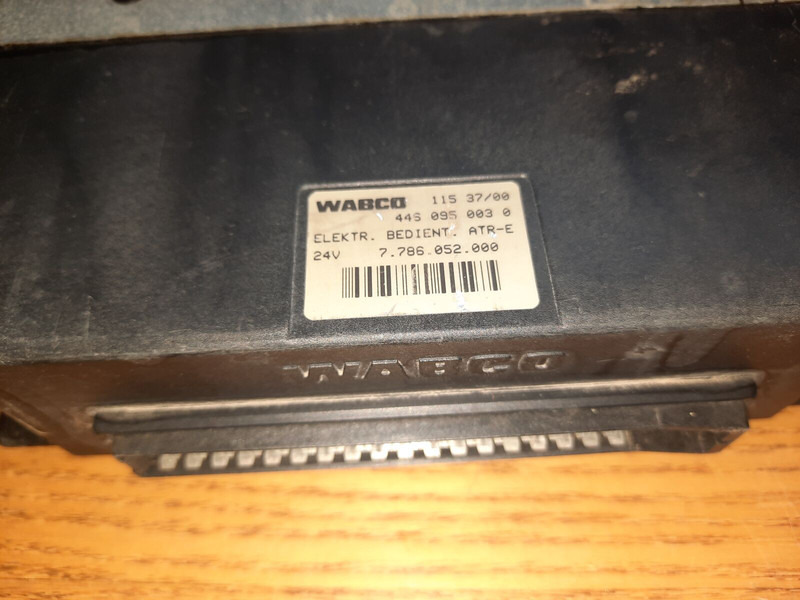 WABCO 115 37/00
446 095 003 0
ELEKTR. BEDIENT. ATR-E
24V 7.786.052.000
WABCO